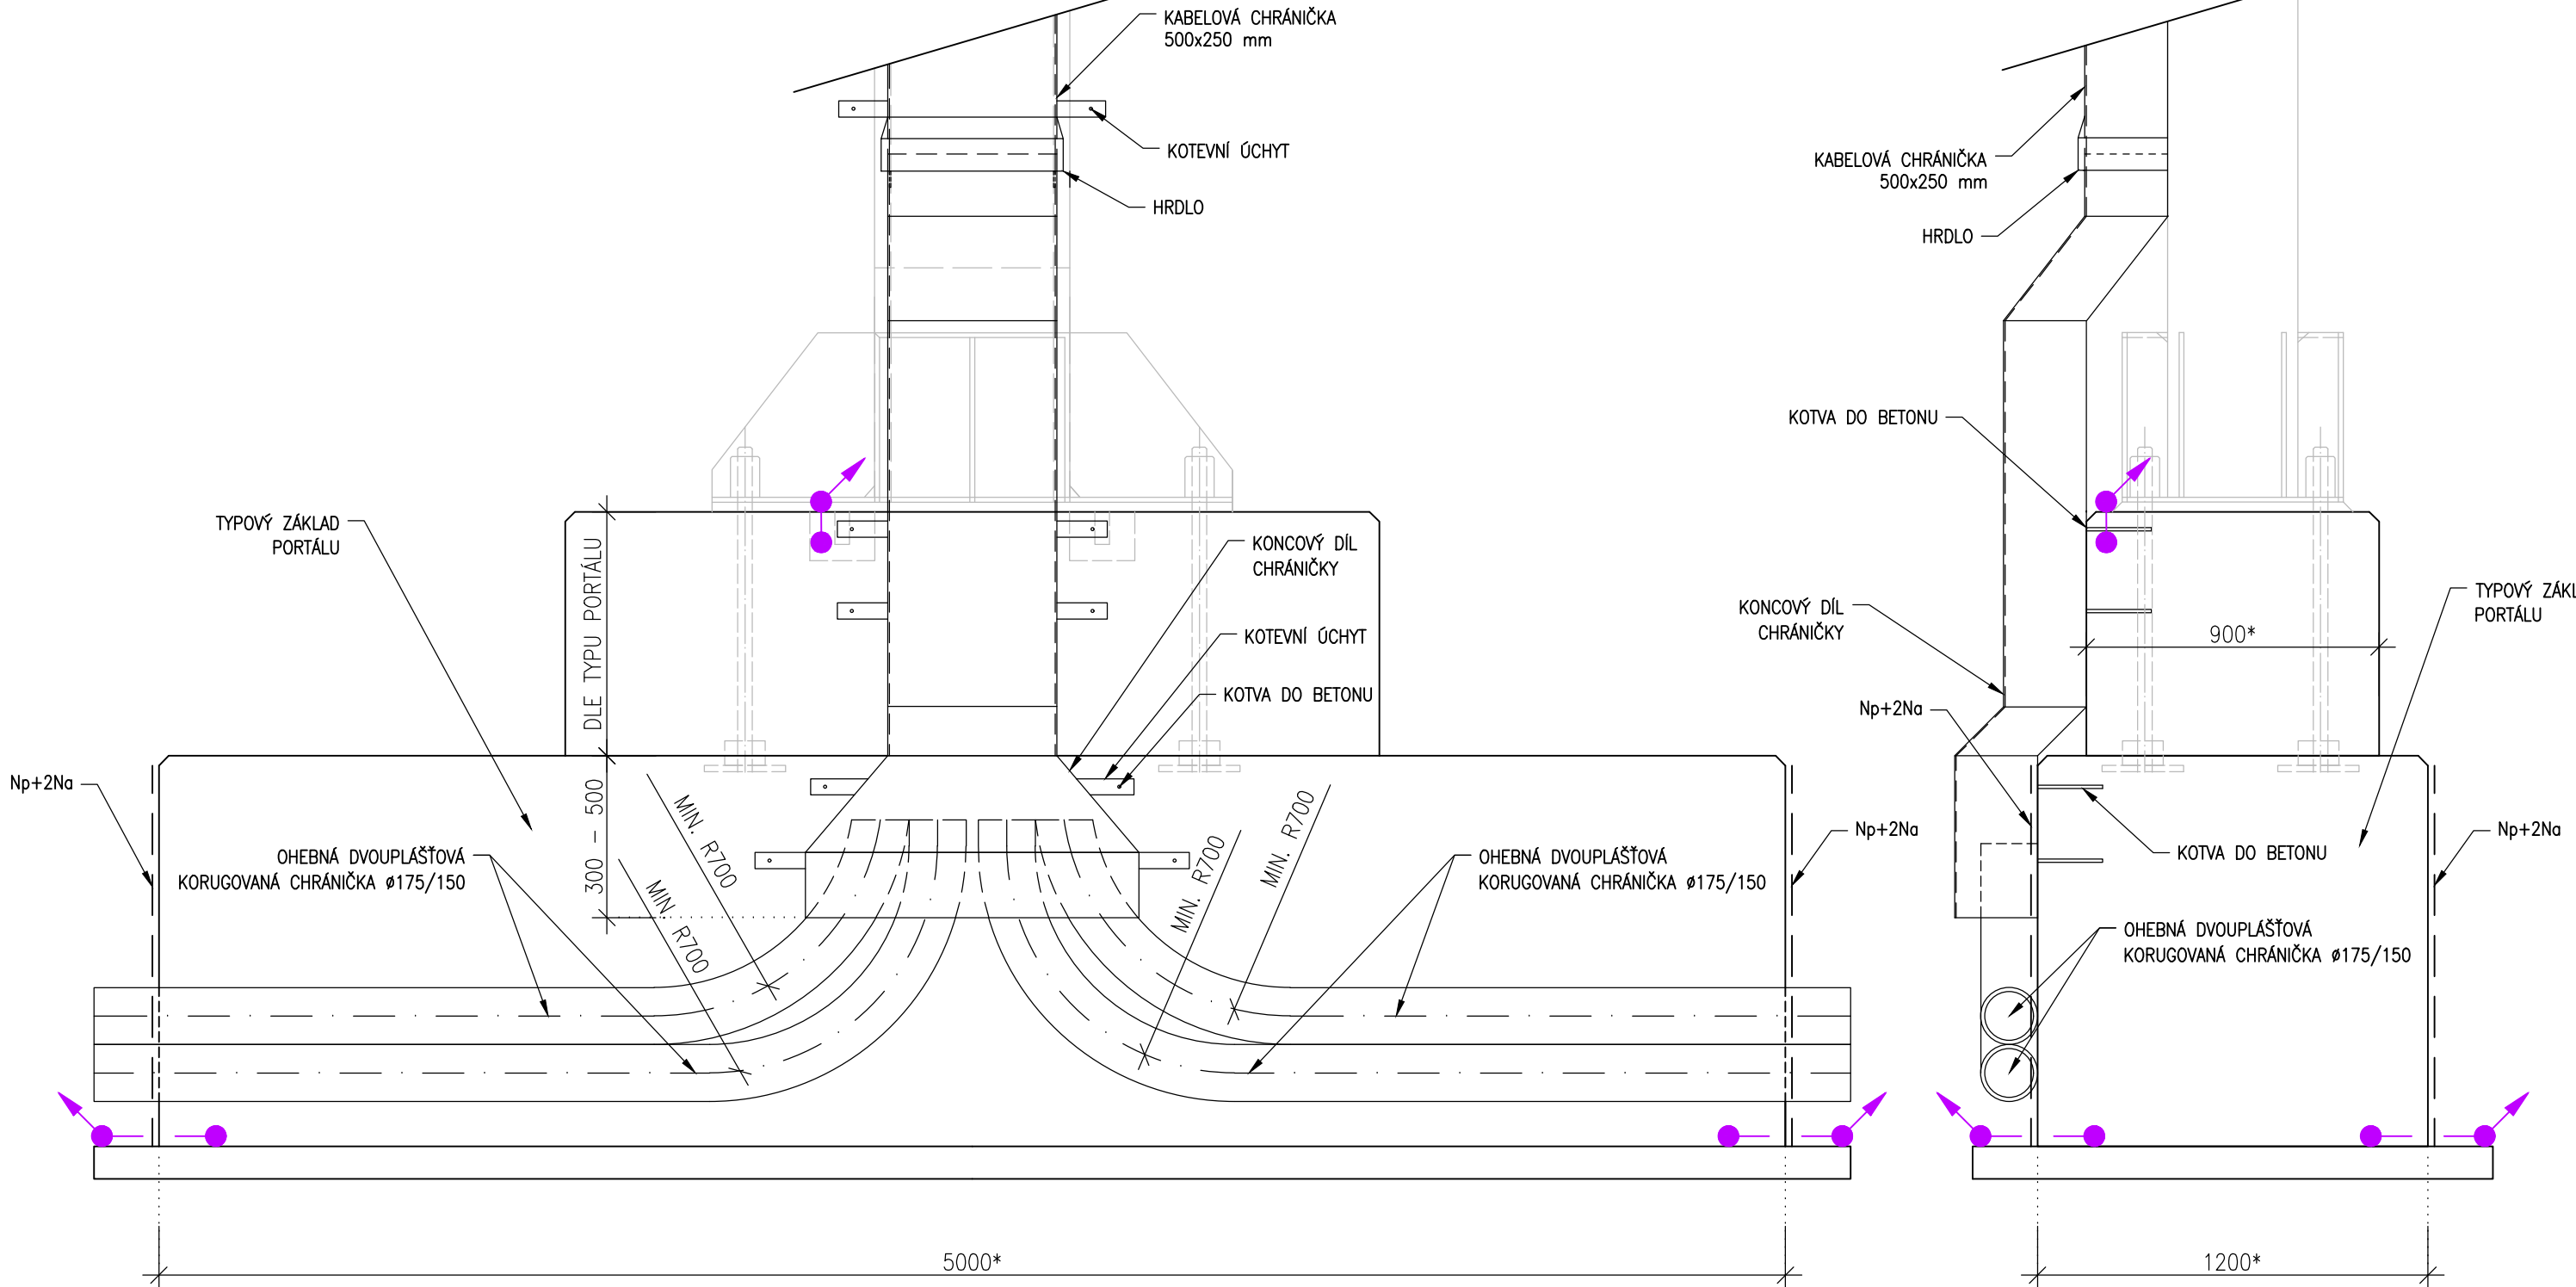 KABELOVÁ CHRÁNIČKA
500x250 mm
KOTEVNÍ ÚCHYT
HRDLO
TYPOVÝ ZÁKLAD
PORTÁLU
DLE TYPU PORTÁLU
KONCOVÝ DÍL
CHRÁNIČKY
KOTEVNÍ ÚCHYT
KOTVA DO BETONU
Np+2Na
300 - 500
MIN. R700
MIN. R700
MIN. R700
MIN. R700
OHEBNÁ DVOUPLÁŠŤOVÁ
KORUGOVANÁ CHRÁNIČKA ø175/150
OHEBNÁ DVOUPLÁŠŤOVÁ
KORUGOVANÁ CHRÁNIČKA ø175/150
Np+2Na
5000*
KABELOVÁ CHRÁNIČKA
500x250 mm
HRDLO
KOTVA DO BETONU
KONCOVÝ DÍL
CHRÁNIČKY
900*
TYPOVÝ ZÁKL
PORTÁLU
Np+2Na
Np+2Na
KOTVA DO BETONU
OHEBNÁ DVOUPLÁŠŤOVÁ
KORUGOVANÁ CHRÁNIČKA ø175/150
1200*